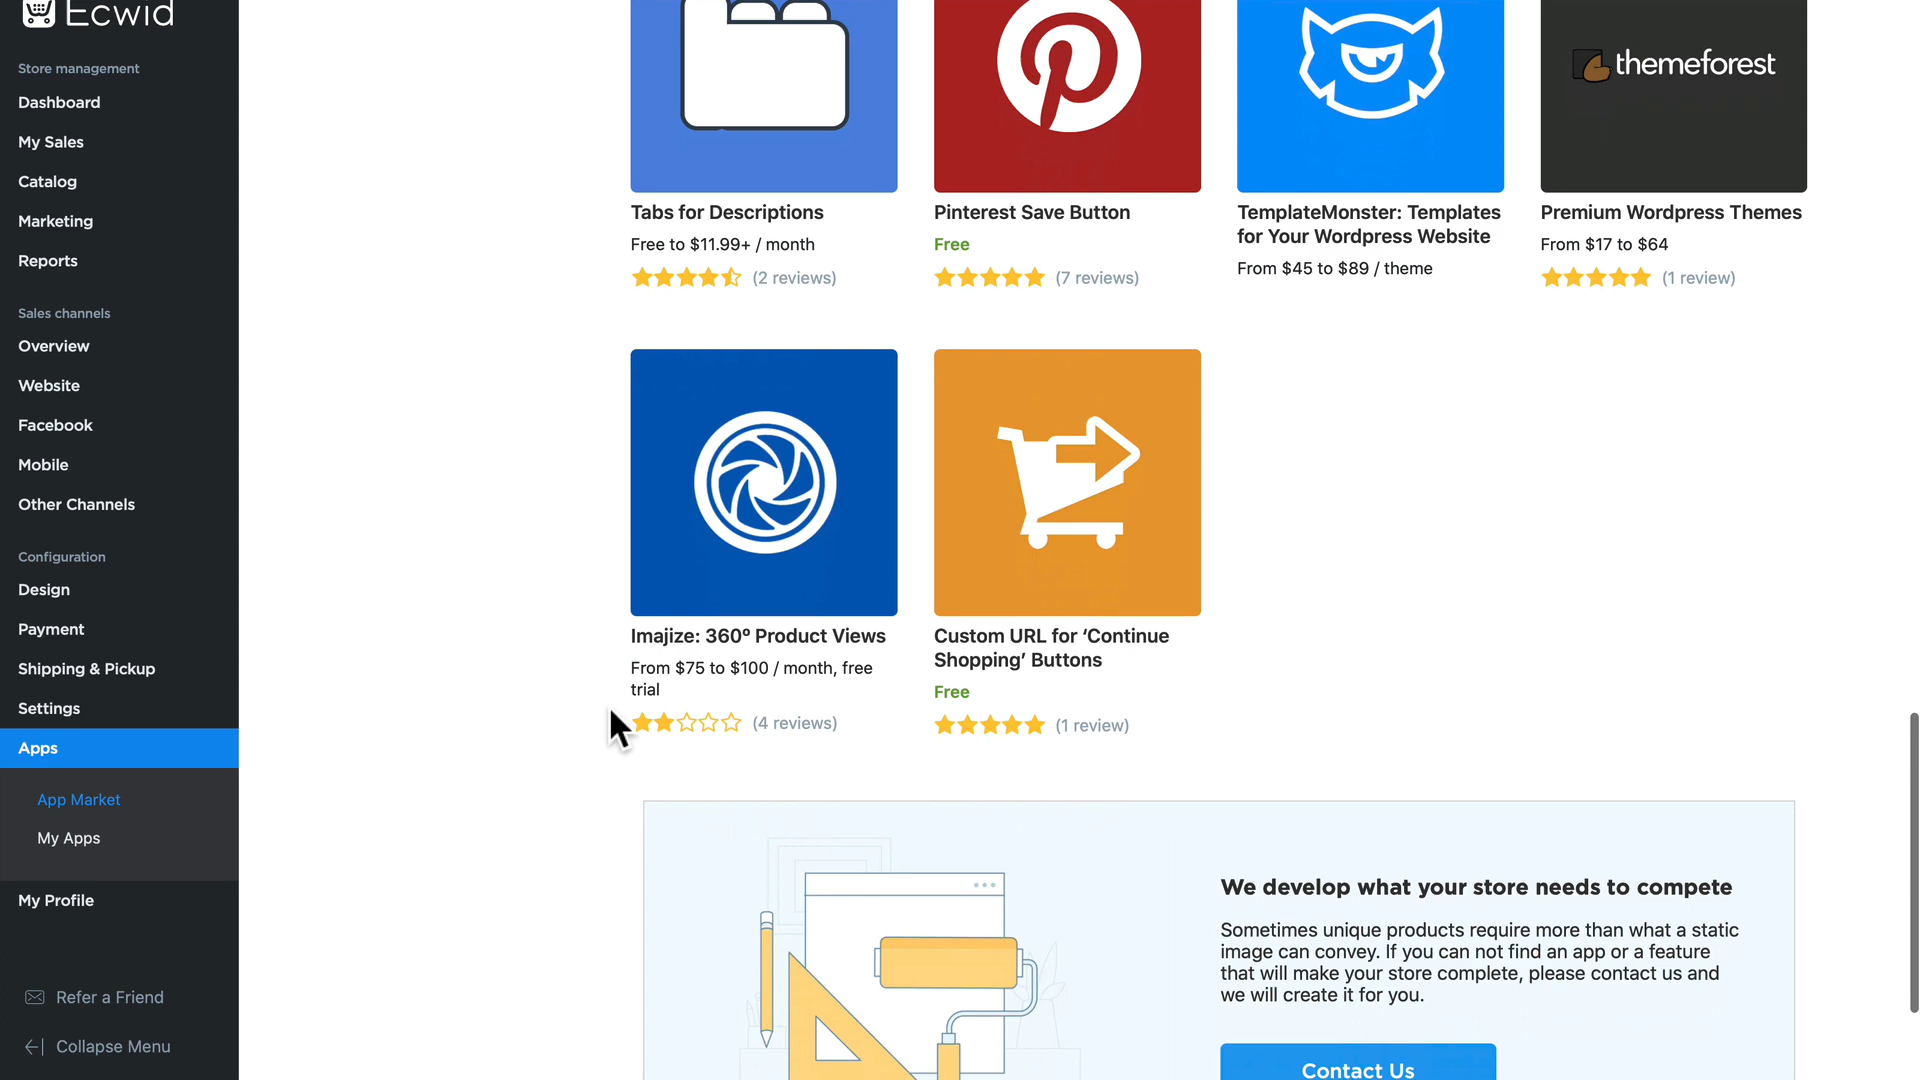 Ecwid
Store management
Dashboard
My Sales
Catalog
Marketing
Reports
Sales channels
Overview
Website
Facebook
Mobile
Other Channels
Configuration
Design
Payment
Shipping & Pickup
Settings
Apps
App Market
My Apps
My Profile
Refer a Friend
Collapse Menu
themeforest
Tabs for Descriptions
Free to $11.99+ / month
(2 reviews)
Pinterest Save Button
Free
(7 reviews)
TemplateMonster: Templates
for Your Wordpress Website
From $45 to $89 / theme
Premium Wordpress Themes
From $17 to $64
(1 review)
Imajize: 360º Product Views
From $75 to $100 / month, free
trial
(4 reviews)
Custom URL for ‘Continue
Shopping’ Buttons
Free
(1 review)
We develop what your store needs to compete
Sometimes unique products require more than what a static
image can convey. If you can not find an app or a feature
that will make your store complete, please contact us and
we will create it for you.
Contact Us